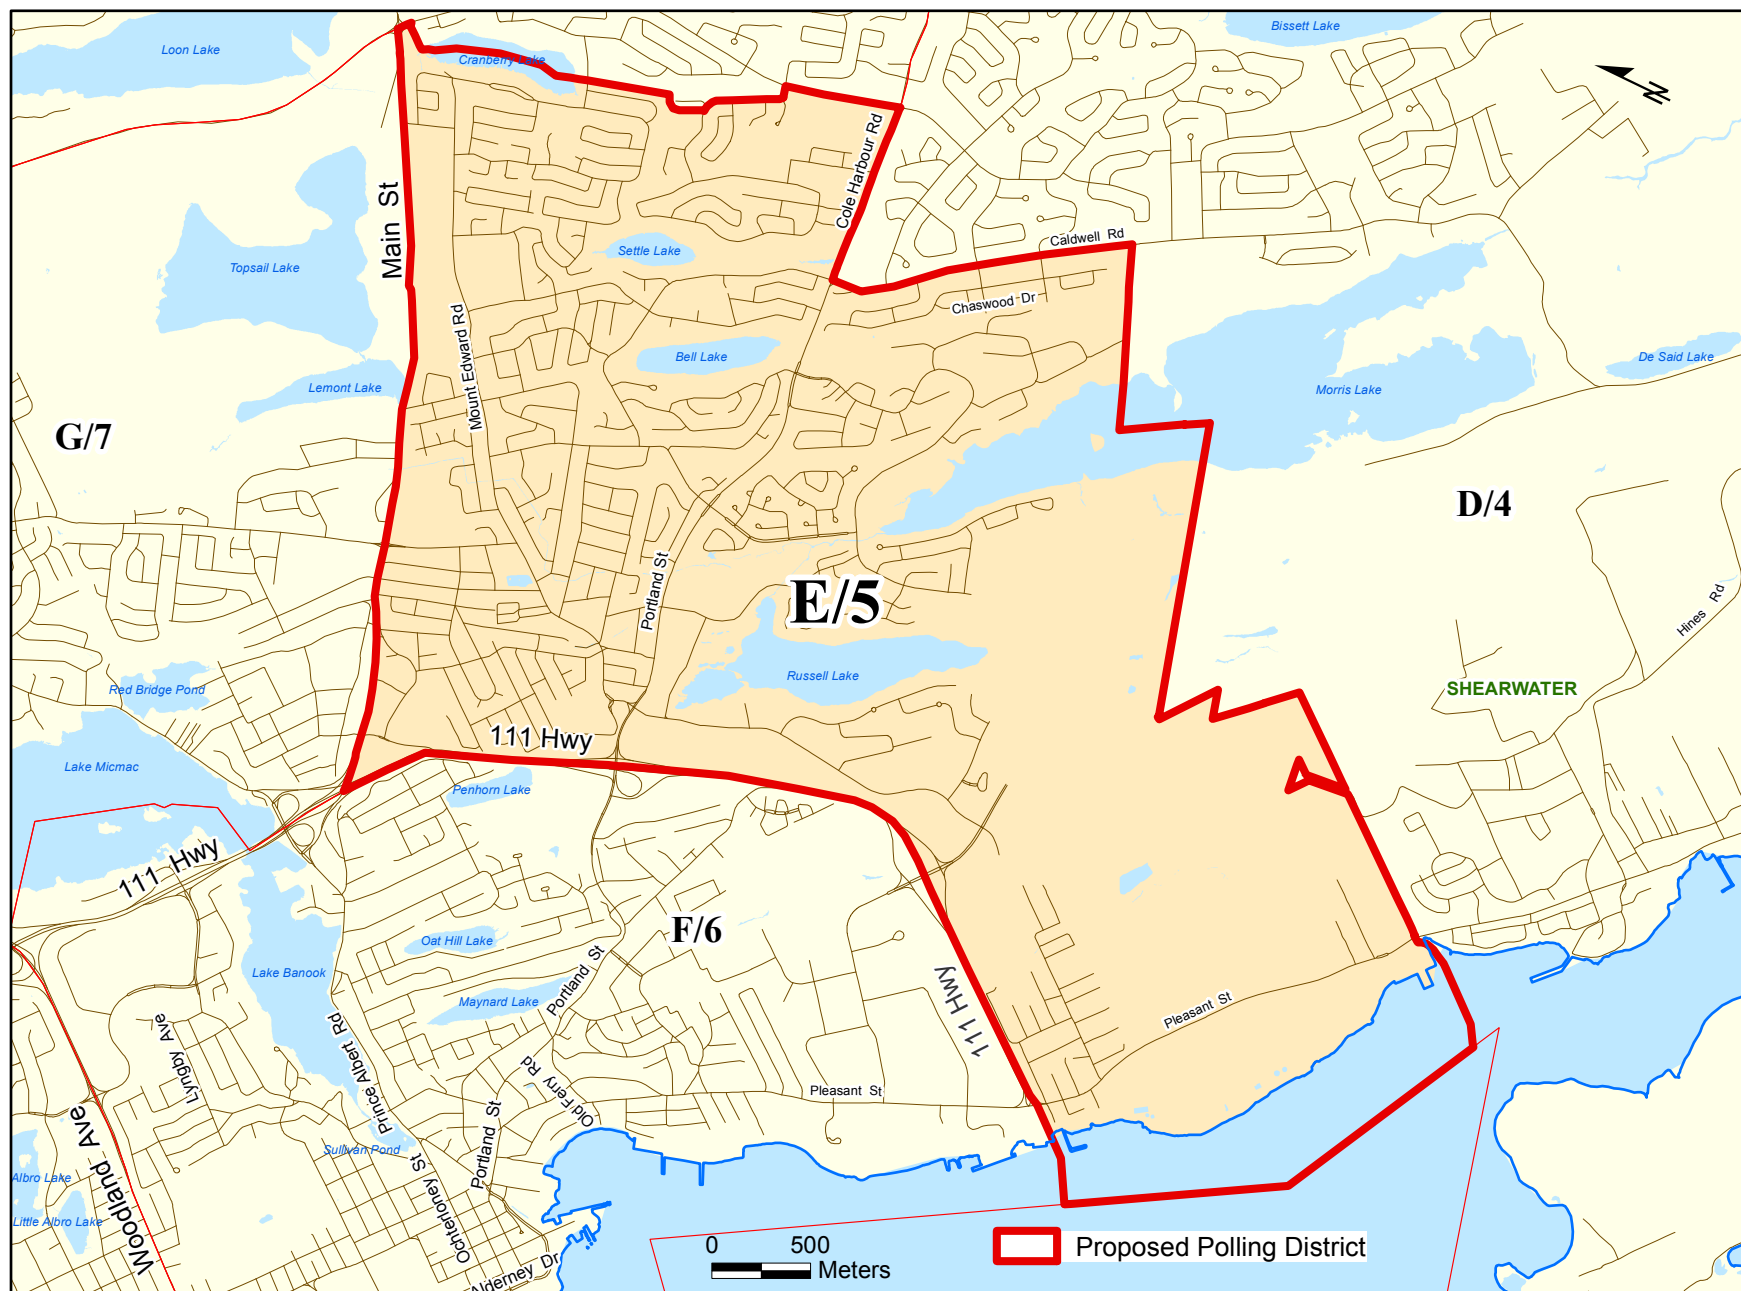 Loon Lake
Cranberry Lake
Bissett Lake
N
Main St
Cole Harbour Rd
Topsail Lake
Settle Lake
Caldwell Rd
Chaswood Dr
Mount Edward Rd
Bell Lake
De Said Lake
Lemont Lake
Morris Lake
G/7
D/4
Portland St
E/5
Hines Rd
Russell Lake
Red Bridge Pond
SHEARWATER
111 Hwy
Lake Micmac
Penhorn Lake
111 Hwy
F/6
Oat Hill Lake
Lake Banook
Portland St
Maynard Lake
111 Hwy
Pleasant St
Lyngby Ave
Prince Albert Rd
Old Ferry Rd
Pleasant St
Woodland Ave
Portland St
Sullivan Pond
Albro Lake
Ochterloney St
Little Albro Lake
Alderney Dr
0 500
Meters
Proposed Polling District